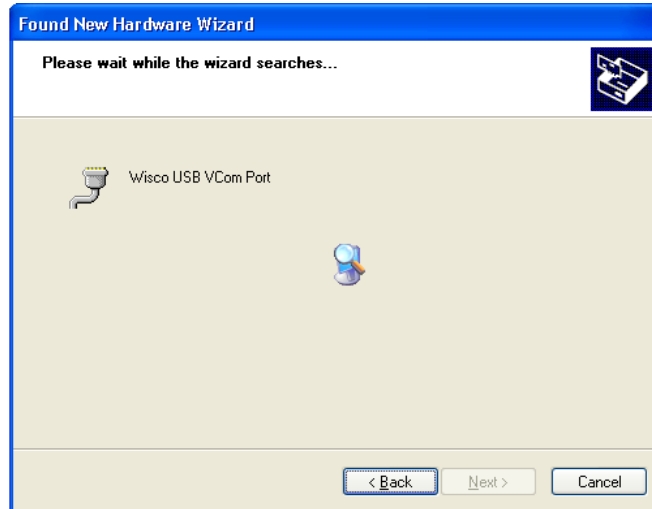 Found New Hardware Wizard
Please wait while the wizard searches...
Wisco USB VCom Port
< Back
Next >
Cancel